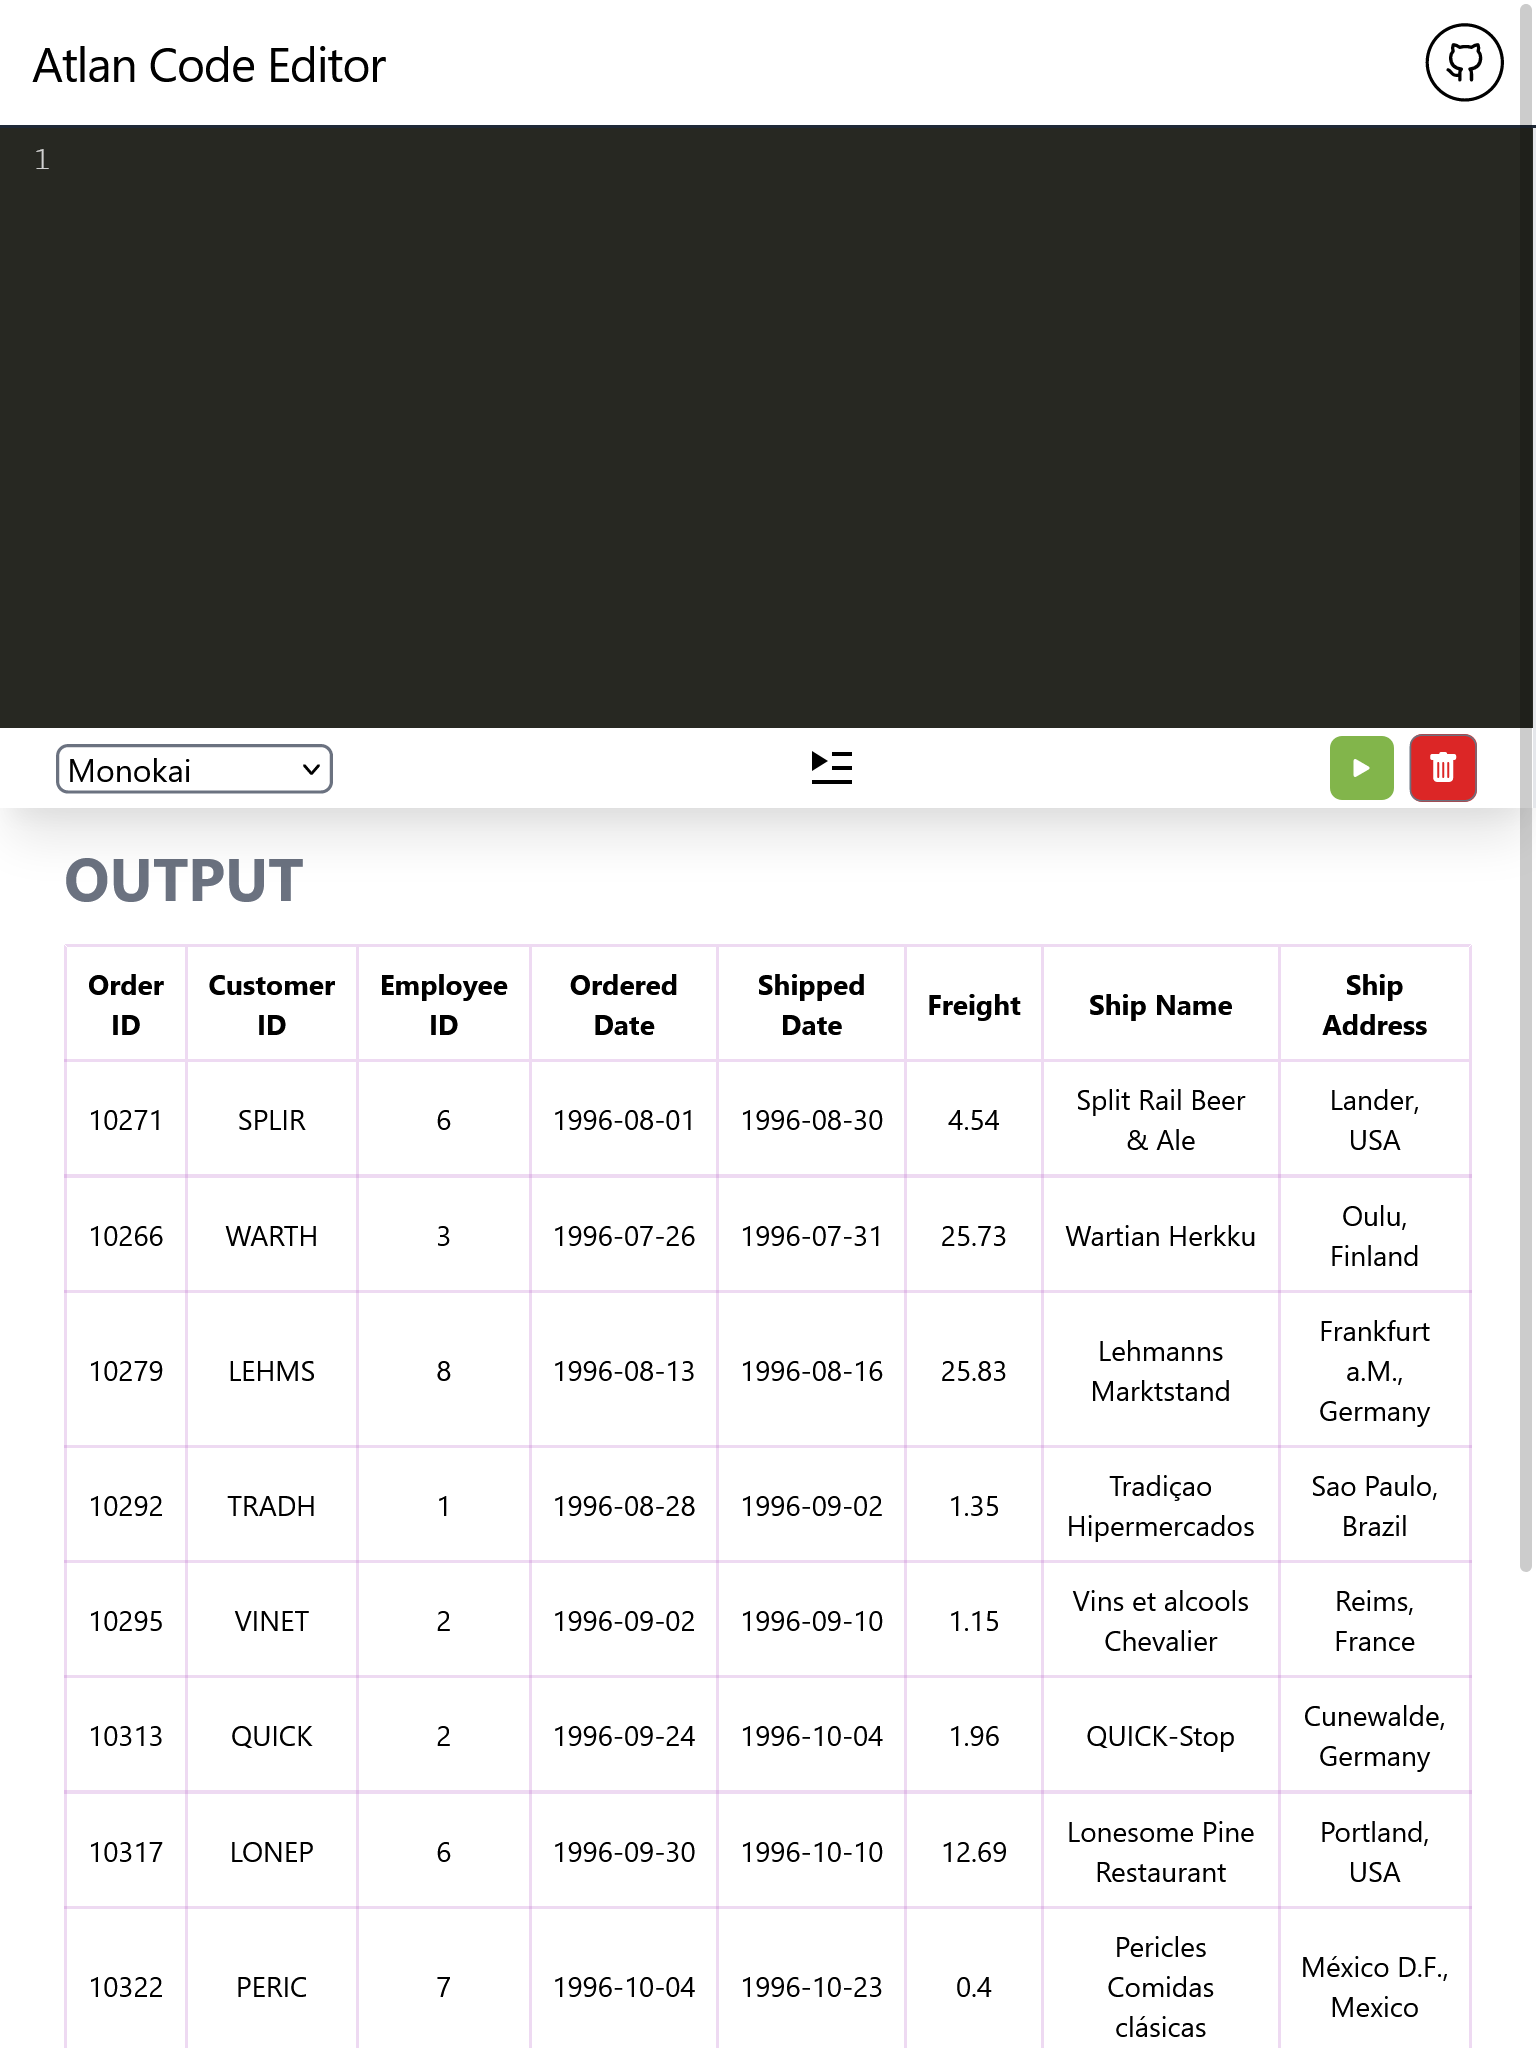 Atlan Code Editor
1
Monokai
OUTPUT
Order ID Customer ID Employee ID Ordered Date Shipped Date Freight Ship Name Ship Address
10271 SPLIR 6 1996-08-01 1996-08-30 4.54 Split Rail Beer & Ale Lander, USA
10266 WARTH 3 1996-07-26 1996-07-31 25.73 Wartian Herkku Oulu, Finland
10279 LEHMS 8 1996-08-13 1996-08-16 25.83 Lehmanns Marktstand Frankfurt a.M., Germany
10292 TRADH 1 1996-08-28 1996-09-02 1.35 Tradiçao Hipermercados Sao Paulo, Brazil
10295 VINET 2 1996-09-02 1996-09-10 1.15 Vins et alcools Chevalier Reims, France
10313 QUICK 2 1996-09-24 1996-10-04 1.96 QUICK-Stop Cunewalde, Germany
10317 LONEP 6 1996-09-30 1996-10-10 12.69 Lonesome Pine Restaurant Portland, USA
10322 PERIC 7 1996-10-04 1996-10-23 0.4 Pericles Comidas clásicas México D.F., Mexico